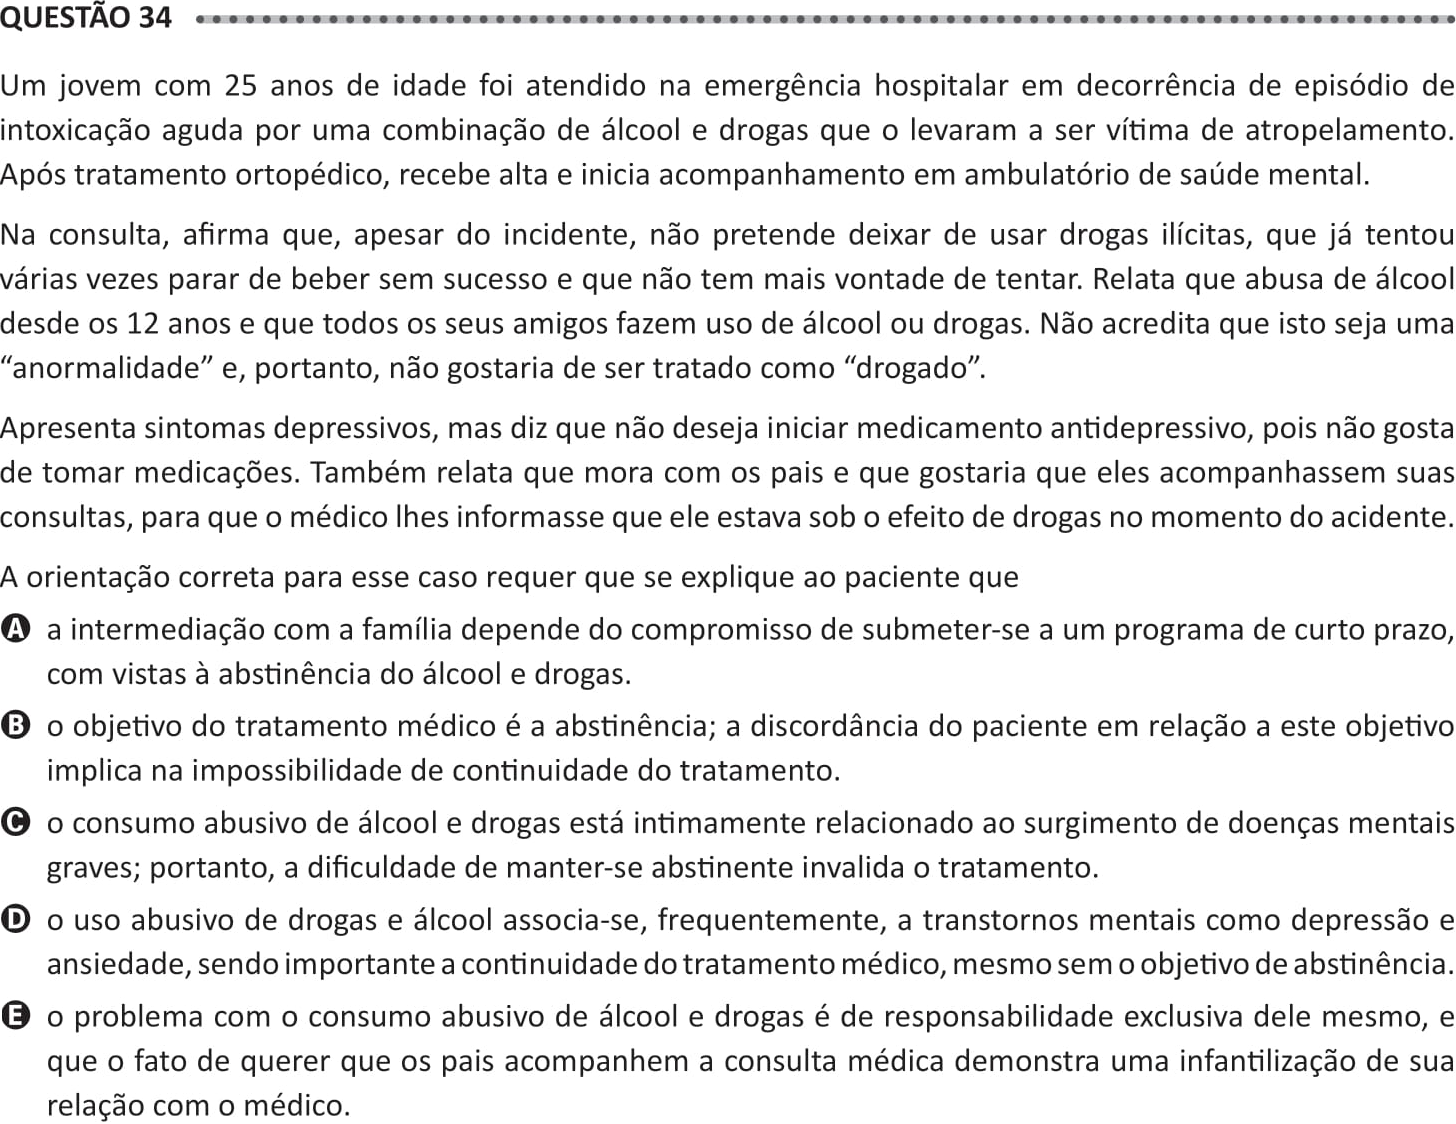 QUESTÃO 34
Um jovem com 25 anos de idade foi atendido na emergência hospitalar em decorrência de episódio de
intoxicação aguda por uma combinação de álcool e drogas que o levaram a ser vítima de atropelamento.
Após tratamento ortopédico, recebe alta e inicia acompanhamento em ambulatório de saúde mental.
Na consulta, afirma que, apesar do incidente, não pretende deixar de usar drogas ilícitas, que já tentou
várias vezes parar de beber sem sucesso e que não tem mais vontade de tentar. Relata que abusa de álcool
desde os 12 anos e que todos os seus amigos fazem uso de álcool ou drogas. Não acredita que isto seja uma
“anormalidade” e, portanto, não gostaria de ser tratado como “drogado”.
Apresenta sintomas depressivos, mas diz que não deseja iniciar medicamento antidepressivo, pois não gosta
de tomar medicações. Também relata que mora com os pais e que gostaria que eles acompanhassem suas
consultas, para que o médico lhes informasse que ele estava sob o efeito de drogas no momento do acidente.
A orientação correta para esse caso requer que se explique ao paciente que
A a intermediação com a família depende do compromisso de submeter-se a um programa de curto prazo,
com vistas à abstinência do álcool e drogas.
B o objetivo do tratamento médico é a abstinência; a discordância do paciente em relação a este objetivo
implica na impossibilidade de continuidade do tratamento.
C o consumo abusivo de álcool e drogas está intimamente relacionado ao surgimento de doenças mentais
graves; portanto, a dificuldade de manter-se abstinente invalida o tratamento.
D o uso abusivo de drogas e álcool associa-se, frequentemente, a transtornos mentais como depressão e
ansiedade, sendo importante a continuidade do tratamento médico, mesmo sem o objetivo de abstinência.
E o problema com o consumo abusivo de álcool e drogas é de responsabilidade exclusiva dele mesmo, e
que o fato de querer que os pais acompanhem a consulta médica demonstra uma infantilização de sua
relação com o médico.